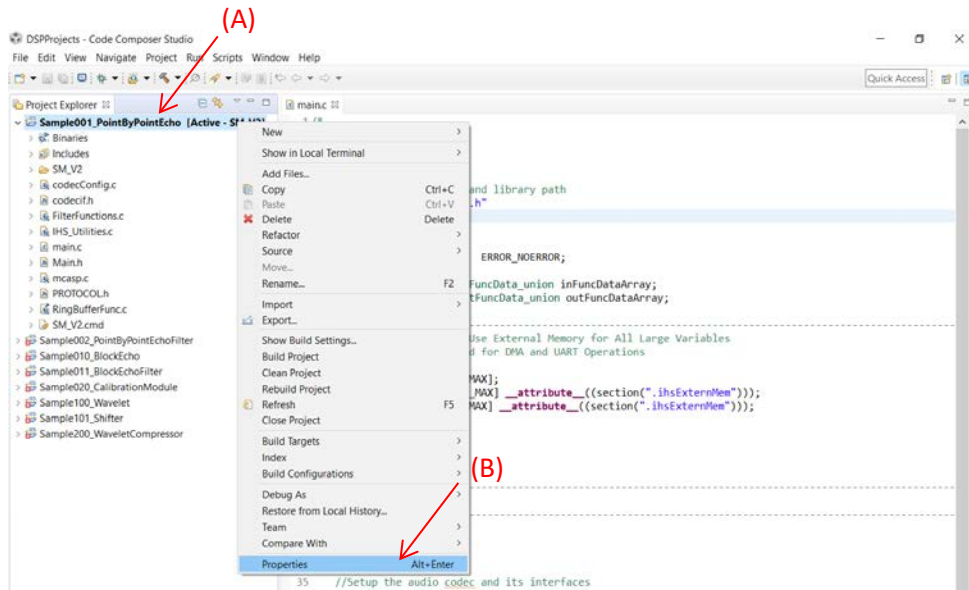 (A)
DSPProjects - Code Composer Studio
File Edit View Navigate Project Run Scripts Window Help
Quick Access
Project Explorer
main.c
Sample001_PointByPointEcho [Active - SM_V2]
Binaries
Includes
SM_V2
codecConfig.c
codecif.h
FilterFunctions.c
IHS_Utilities.c
main.c
Main.h
mcasp.c
PROTOCOL.h
RingBufferFunc.c
SM_V2.cmd
Sample002_PointByPointEchoFilter
Sample010_BlockEcho
Sample011_BlockEchoFilter
Sample020_CalibrationModule
Sample100_Wavelet
Sample101_Shifter
Sample200_WaveletCompressor
New
Show in Local Terminal
Add Files...
Copy Ctrl+C
Paste Ctrl+V
Delete Delete
Refactor
Source
Move...
Rename... F2
Import
Export...
Show Build Settings...
Build Project
Clean Project
Rebuild Project
Refresh F5
Close Project
Build Targets
Index
Build Configurations
Debug As
Restore from Local History...
Team
Compare With
Properties Alt+Enter
(B)
1 /*
and library path
.h"
ERROR_NOERROR;
FuncData_union inFuncDataArray;
tFuncData_union outFuncDataArray;
Use External Memory for All Large Variables
d for DMA and UART Operations
MAX];
_MAX] __attribute__((section(".ihsExternMem")));
MAX] __attribute__((section(".ihsExternMem")));
35 //Setup the audio codec and its interfaces